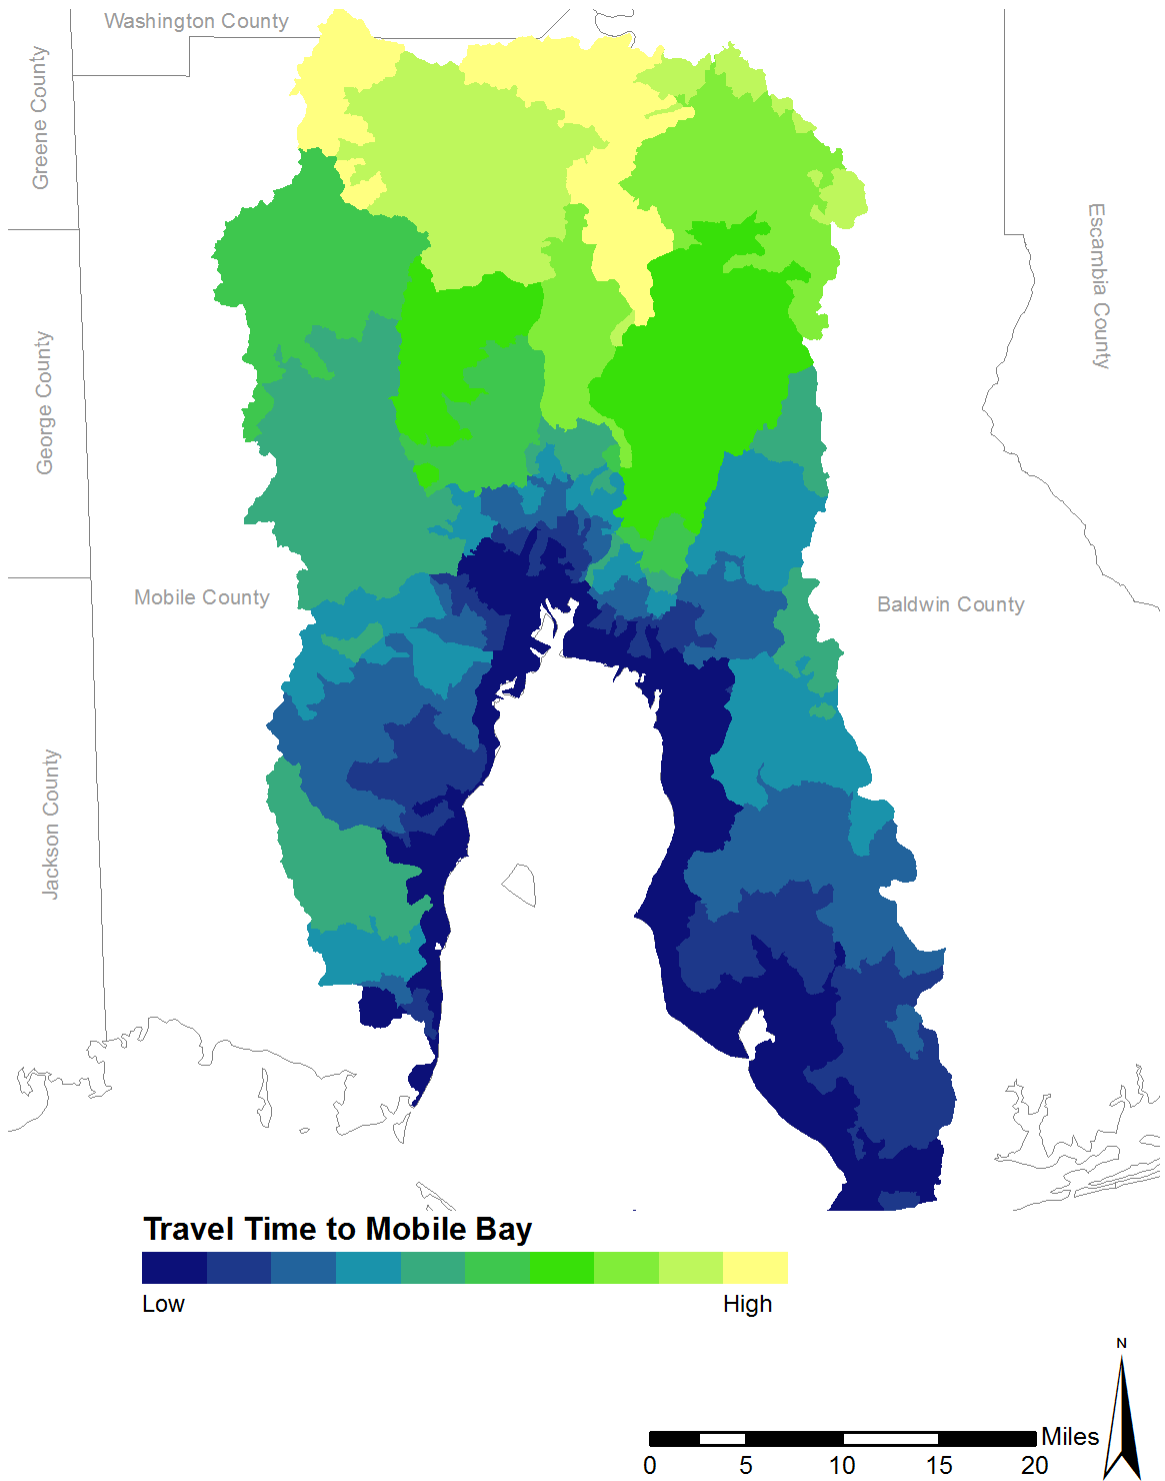 Washington County
Greene County
Escambia County
George County
Mobile County
Baldwin County
Jackson County
Travel Time to Mobile Bay
Low High
N
Miles
0 5 10 15 20